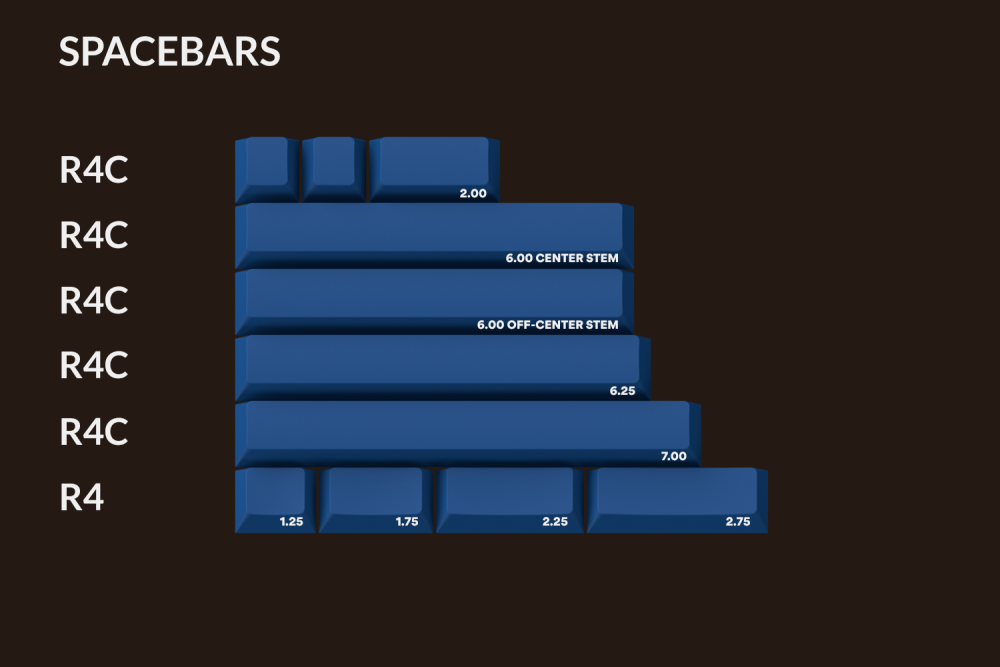 SPACEBARS
R4C
2.00
R4C
6.00 CENTER STEM
R4C
6.00 OFF-CENTER STEM
R4C
6.25
R4C
7.00
R4
1.25 1.75 2.25 2.75